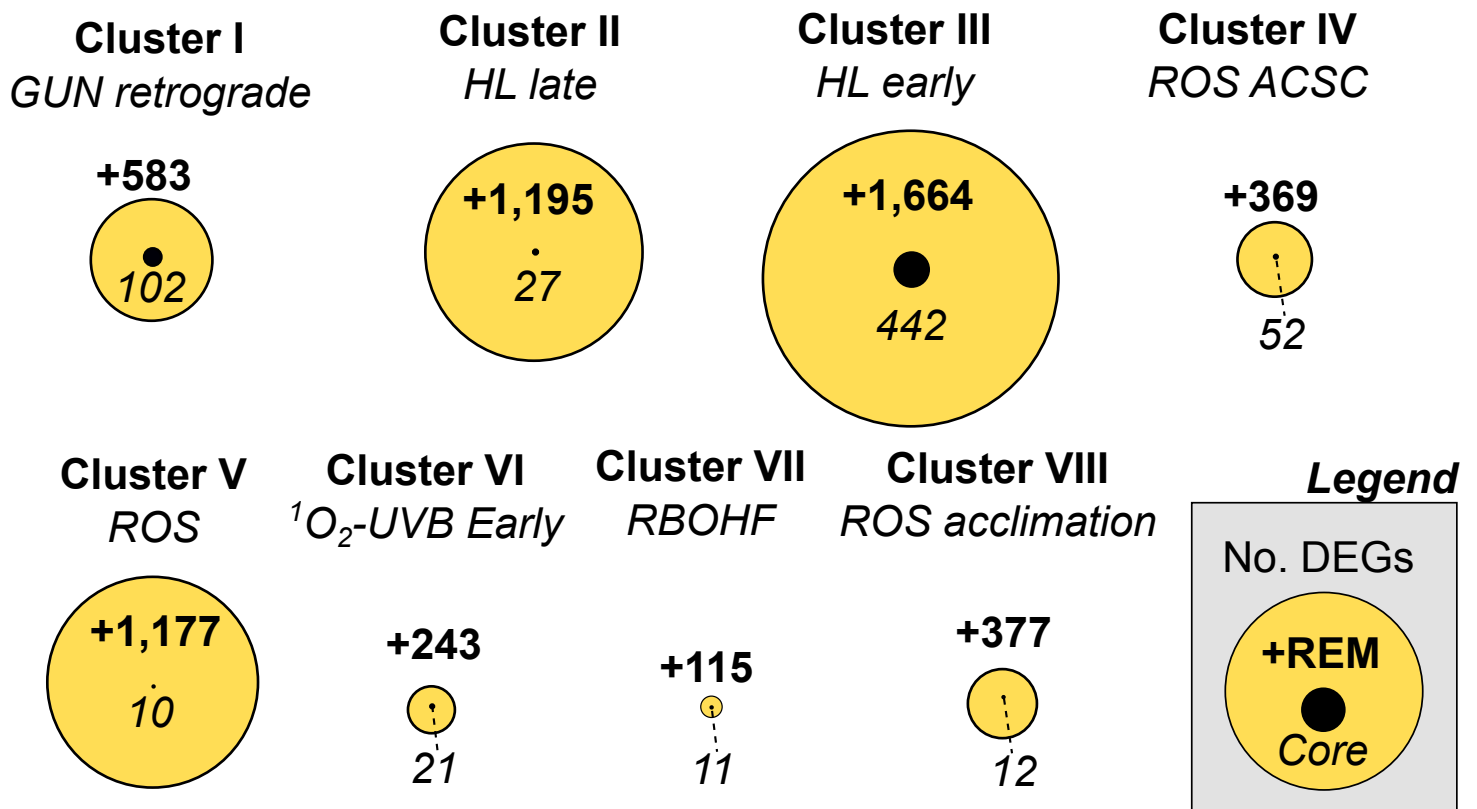 Cluster I
GUN retrograde
+583
102
Cluster II
HL late
+1,195
27
Cluster III
HL early
+1,664
442
Cluster IV
ROS ACSC
+369
52
Cluster V
ROS
+1,177
10
Cluster VI
¹O₂-UVB Early
+243
21
Cluster VII
RBOHF
+115
11
Cluster VIII
ROS acclimation
+377
12
Legend
No. DEGs
+REM
Core